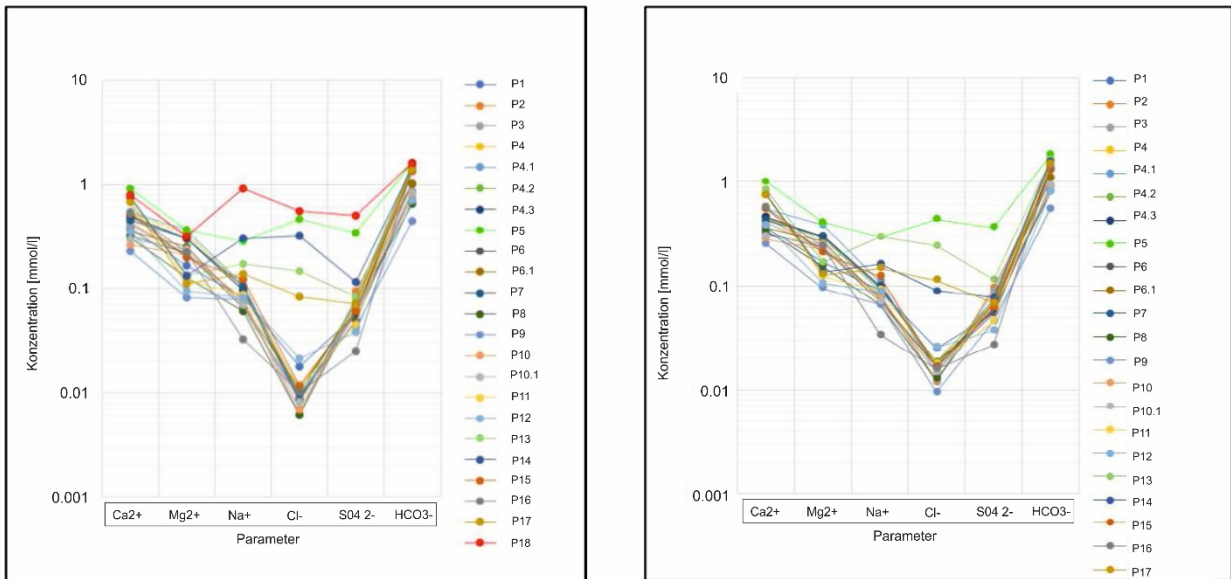 10
1
0.1
0.01
0.001
Konzentration [mmol/l]
Ca2+ Mg2+ Na+ Cl- S04 2- HCO3-
Parameter
P1
P2
P3
P4
P4.1
P4.2
P4.3
P5
P6
P6.1
P7
P8
P9
P10
P10.1
P11
P12
P13
P14
P15
P16
P17
P18
10
1
0.1
0.01
0.001
Konzentration [mmol/l]
Ca2+ Mg2+ Na+ Cl- S04 2- HCO3-
Parameter
P1
P2
P3
P4
P4.1
P4.2
P4.3
P5
P6
P6.1
P7
P8
P9
P10
P10.1
P11
P12
P13
P14
P15
P16
P17